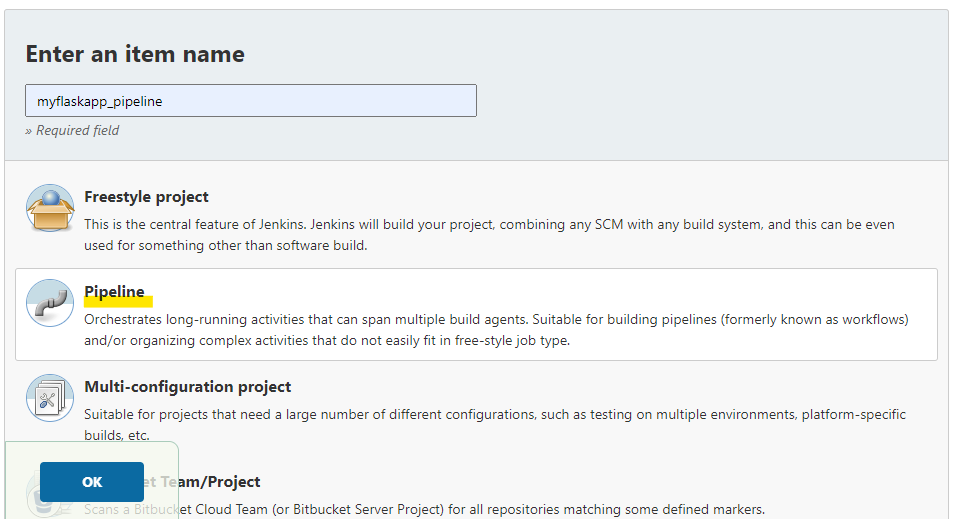 Enter an item name
myflaskapp_pipeline
» Required field
Freestyle project
This is the central feature of Jenkins. Jenkins will build your project, combining any SCM with any build system, and this can be even
used for something other than software build.
Pipeline
Orchestrates long-running activities that can span multiple build agents. Suitable for building pipelines (formerly known as workflows)
and/or organizing complex activities that do not easily fit in free-style job type.
Multi-configuration project
Suitable for projects that need a large number of different configurations, such as testing on multiple environments, platform-specific
builds, etc.
OK
et Team/Project
Scans a Bitbucket Cloud Team (or Bitbucket Server Project) for all repositories matching some defined markers.